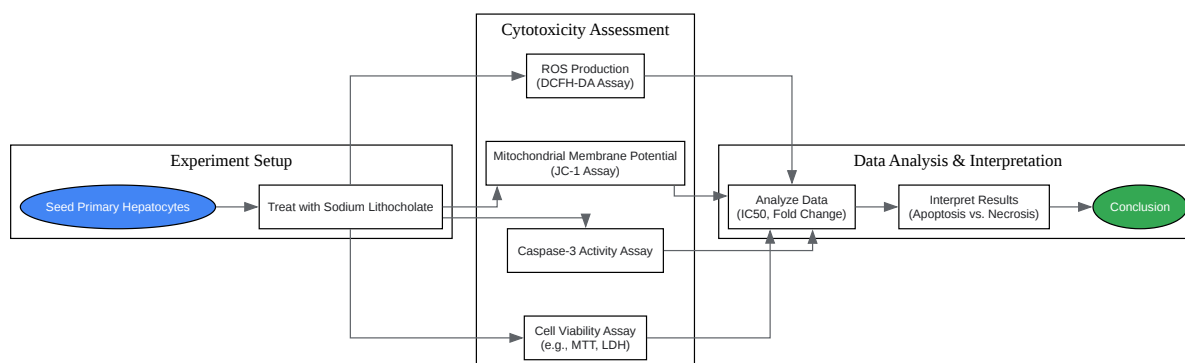 Cytotoxicity Assessment
ROS Production
(DCFH-DA Assay)
Experiment Setup
Seed Primary Hepatocytes
Treat with Sodium Lithocholate
Mitochondrial Membrane Potential
(JC-1 Assay)
Caspase-3 Activity Assay
Cell Viability Assay
(e.g., MTT, LDH)
Data Analysis & Interpretation
Analyze Data
(IC50, Fold Change)
Interpret Results
(Apoptosis vs. Necrosis)
Conclusion